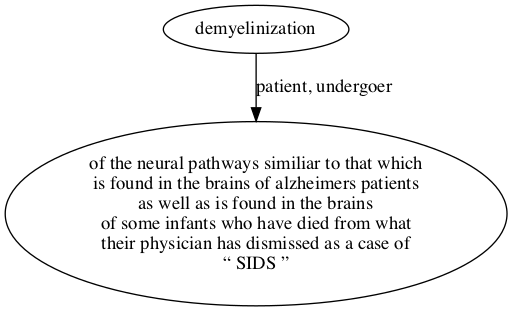 demyelinization
patient, undergoer
of the neural pathways similiar to that which
is found in the brains of alzheimers patients
as well as is found in the brains
of some infants who have died from what
their physician has dismissed as a case of
“ SIDS ”